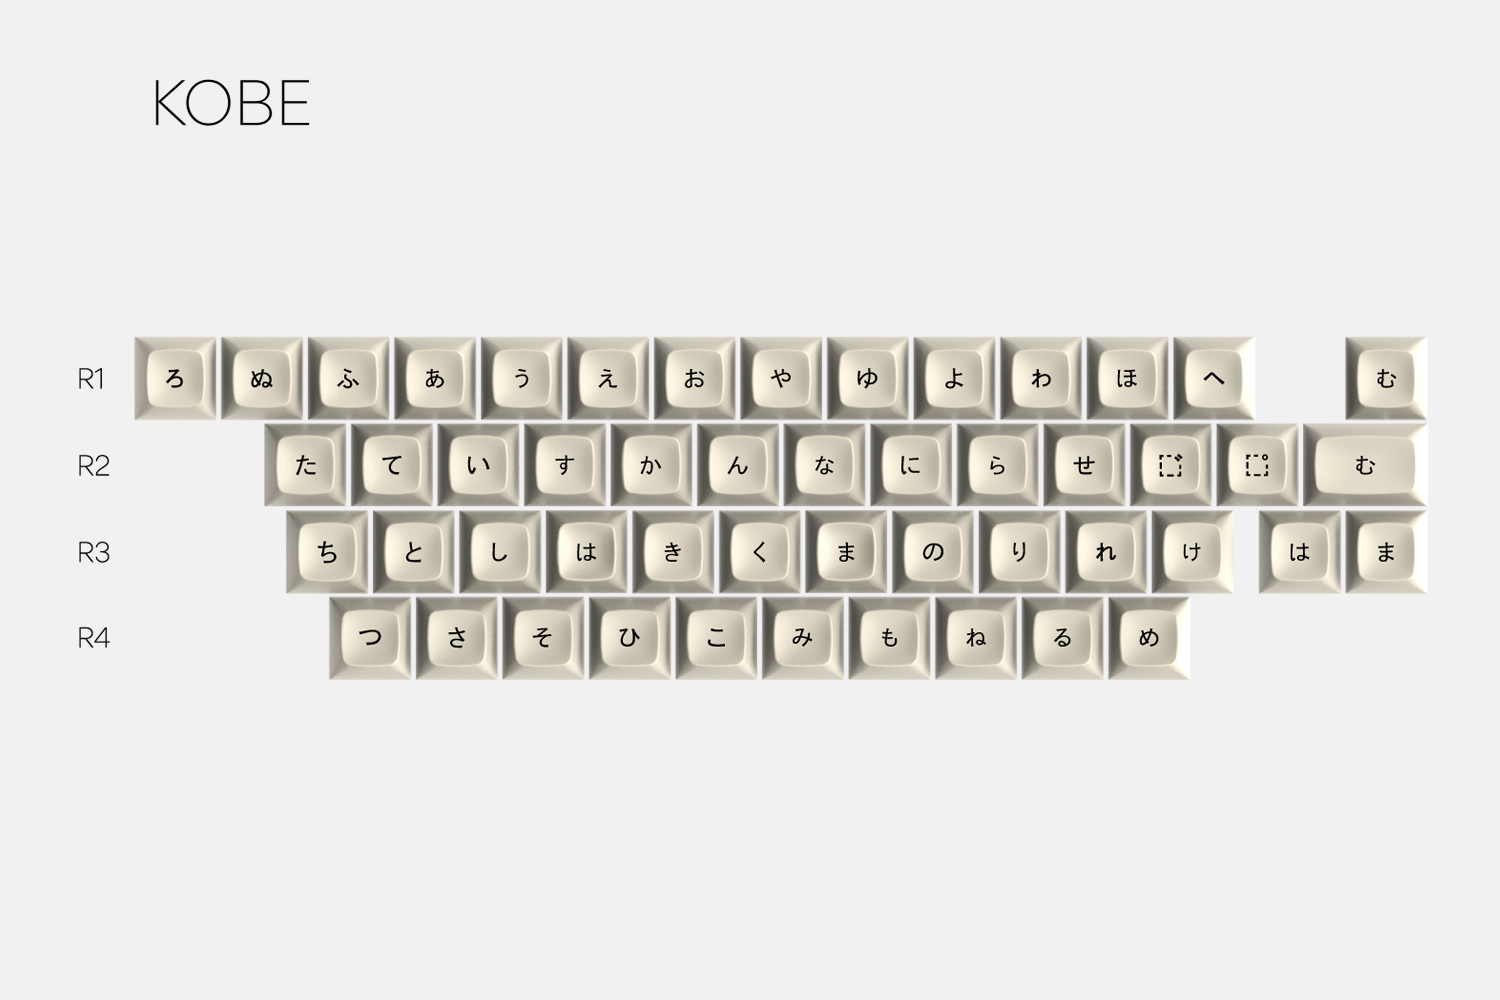 KOBE
R1 ろ ぬ ふ あ う え お や ゆ よ わ ほ へ む
R2 た て い す か ん な に ら せ ゛ ゜ む
R3 ち と し は き く ま の り れ け は ま
R4 つ さ そ ひ こ み も ね る め